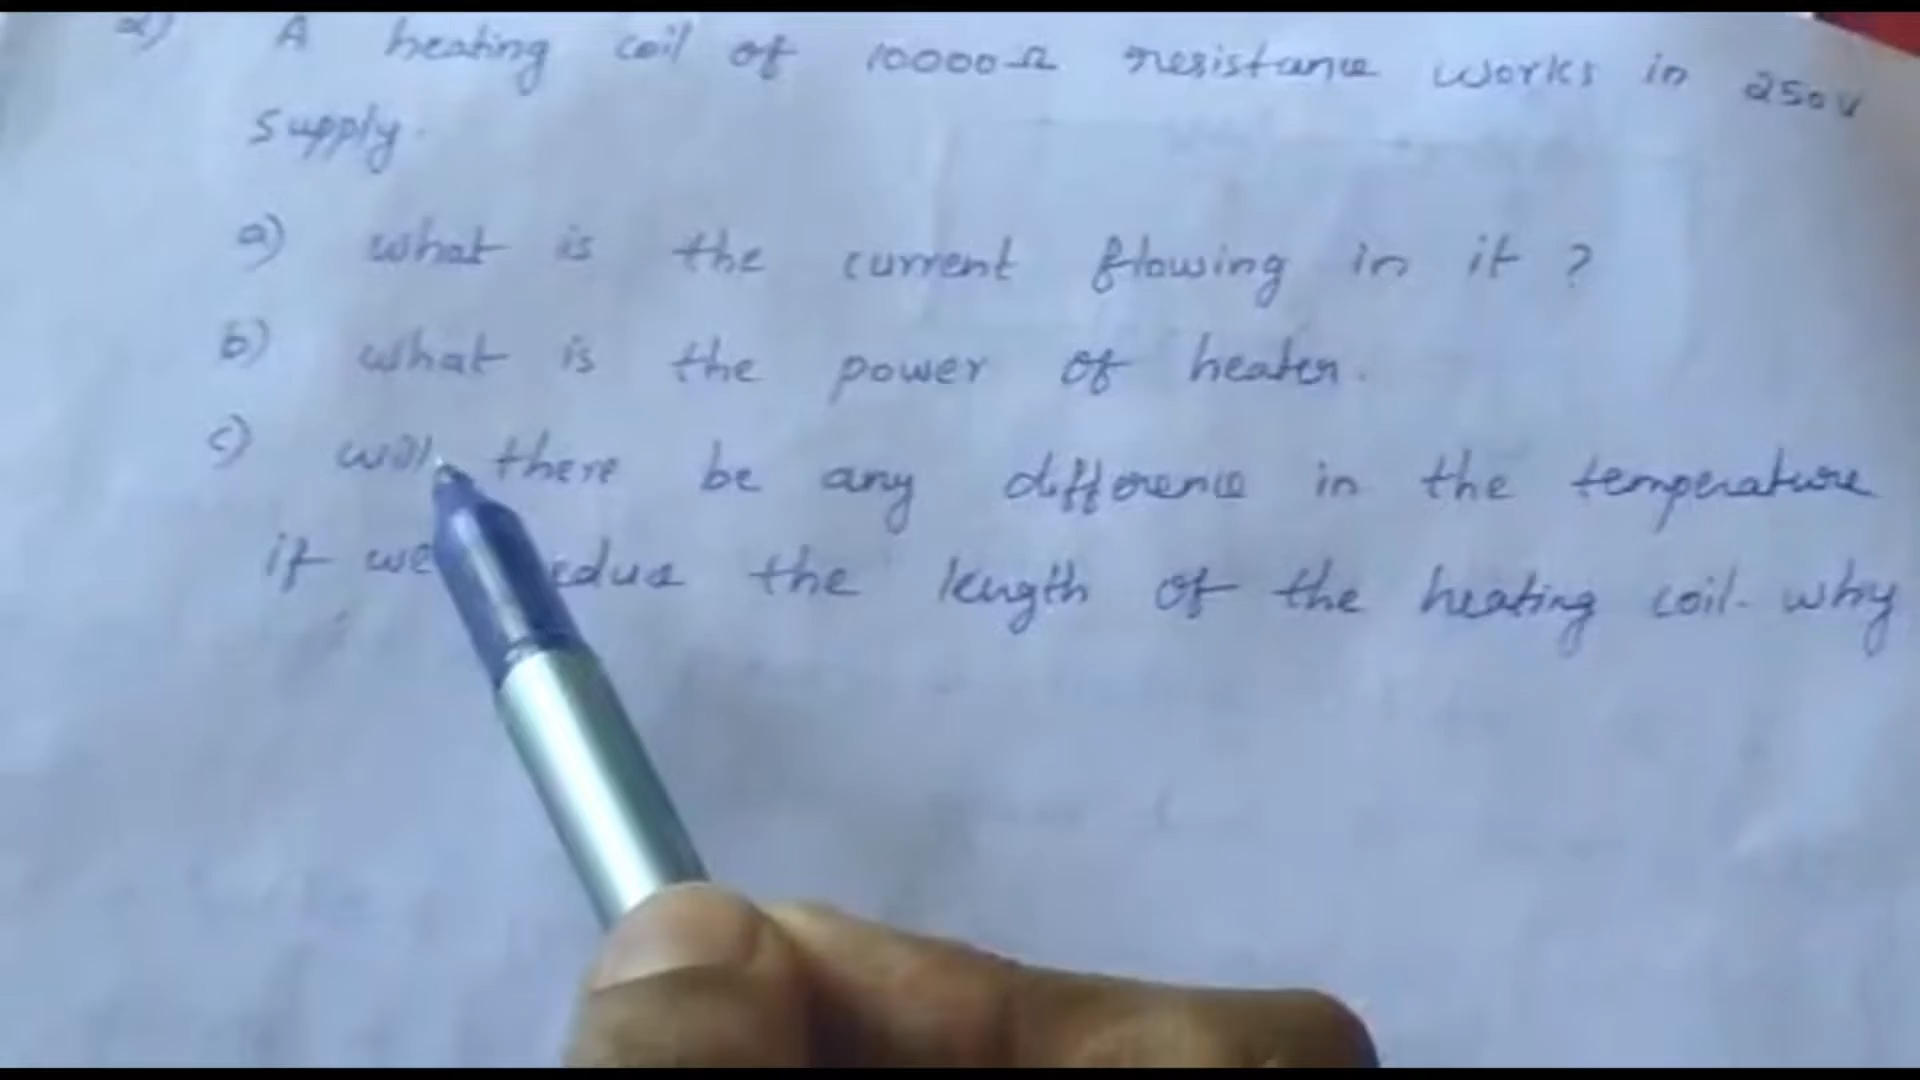 2) A heating coil of 10000Ω resistance works in 250V
supply.
a) what is the current flowing in it ?
b) what is the power of heater.
c) will there be any difference in the temperature
if we the length of the heating coil. why